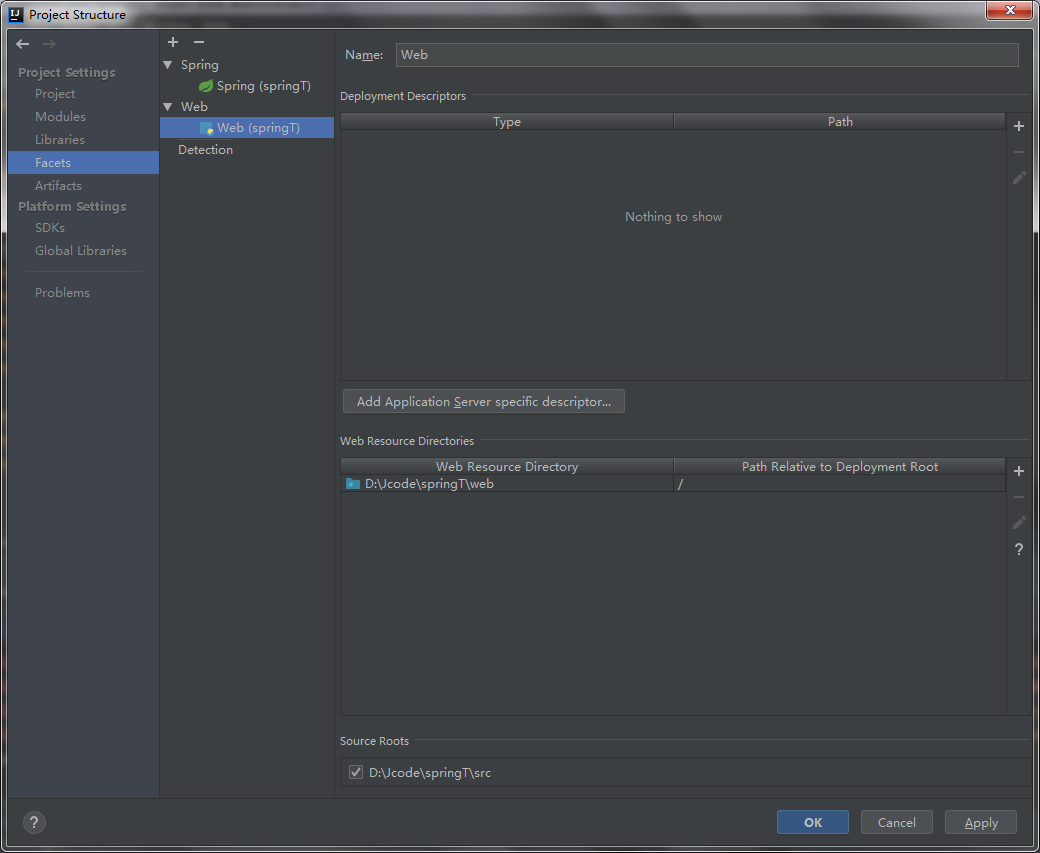 Project Structure
Project Settings
Project
Modules
Libraries
Facets
Artifacts
Platform Settings
SDKs
Global Libraries
Problems
Spring
Spring (springT)
Web
Web (springT)
Detection
Name: Web
Deployment Descriptors
Type Path
Nothing to show
Add Application Server specific descriptor...
Web Resource Directories
Web Resource Directory Path Relative to Deployment Root
D:\Jcode\springT\web /
Source Roots
D:\Jcode\springT\src
? OK Cancel Apply